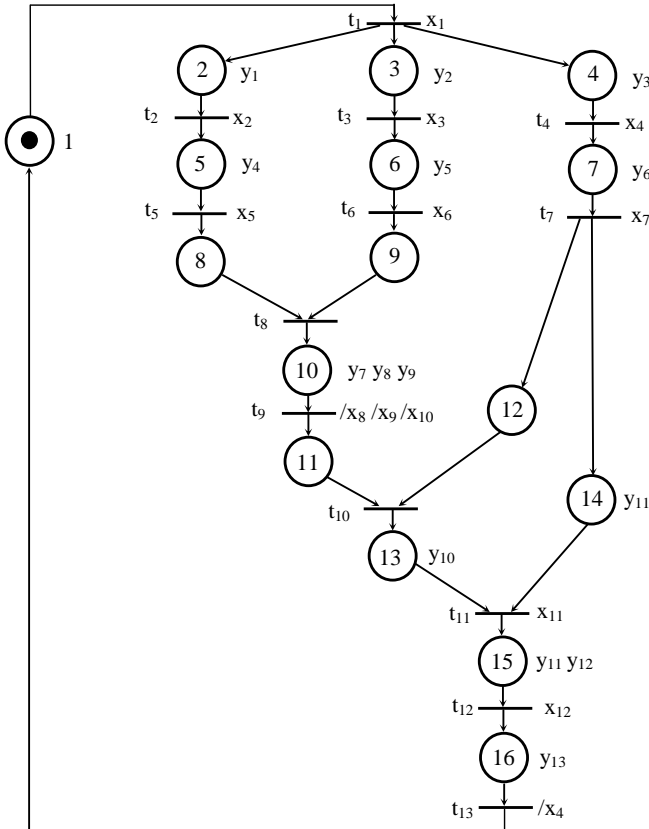 t₁ x₁
2 y₁ 3 y₂ 4 y₃
t₂ x₂ t₃ x₃ t₄ x₄
1
5 y₄ 6 y₅ 7 y₆
t₅ x₅ t₆ x₆ t₇ x₇
8 9
t₈
10 y₇ y₈ y₉
t₉ /x₈ /x₉ /x₁₀ 12
11
14 y₁₁
t₁₀
13 y₁₀
t₁₁ x₁₁
15 y₁₁ y₁₂
t₁₂ x₁₂
16 y₁₃
t₁₃ /x₄